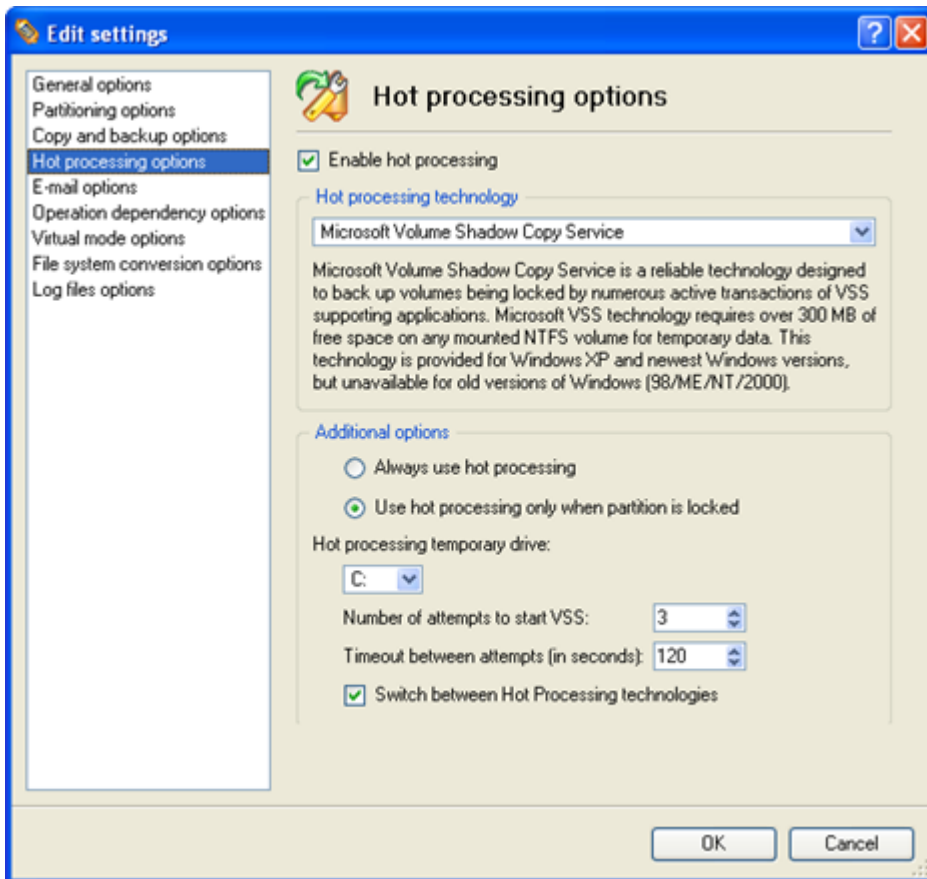 Edit settings
General options
Partitioning options
Copy and backup options
Hot processing options
E-mail options
Operation dependency options
Virtual mode options
File system conversion options
Log files options
Hot processing options
Enable hot processing
Hot processing technology
Microsoft Volume Shadow Copy Service
Microsoft Volume Shadow Copy Service is a reliable technology designed
to back up volumes being locked by numerous active transactions of VSS
supporting applications. Microsoft VSS technology requires over 300 MB of
free space on any mounted NTFS volume for temporary data. This
technology is provided for Windows XP and newest Windows versions,
but unavailable for old versions of Windows (98/ME/NT/2000).
Additional options
Always use hot processing
Use hot processing only when partition is locked
Hot processing temporary drive:
C:
Number of attempts to start VSS: 3
Timeout between attempts (in seconds): 120
Switch between Hot Processing technologies
OK Cancel